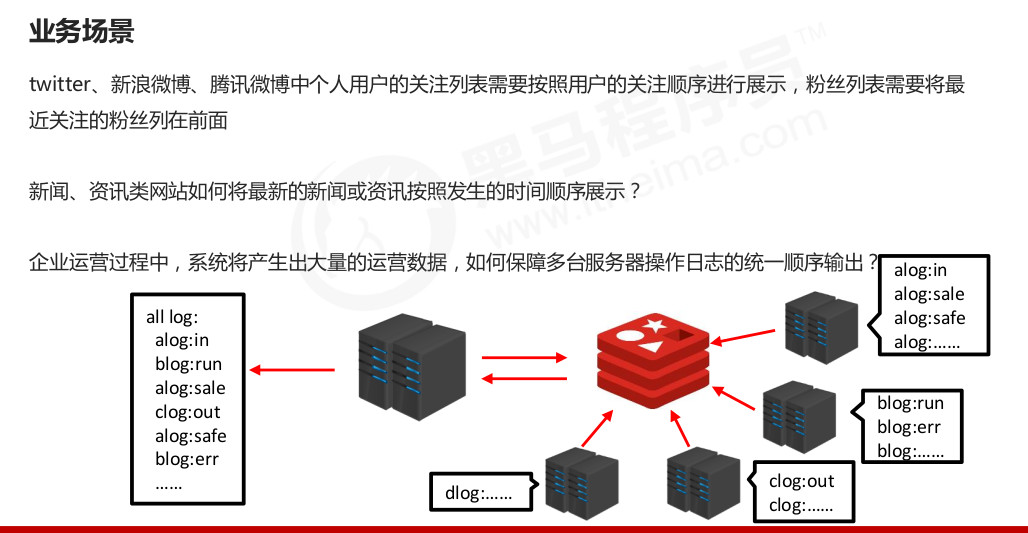 业务场景
twitter、新浪微博、腾讯微博中个人用户的关注列表需要按照用户的关注顺序进行展示，粉丝列表需要将最
近关注的粉丝列在前面
新闻、资讯类网站如何将最新的新闻或资讯按照发生的时间顺序展示？
企业运营过程中，系统将产生出大量的运营数据，如何保障多台服务器操作日志的统一顺序输出？
all log:
alog:in
blog:run
alog:sale
clog:out
alog:safe
blog:err
……
alog:in
alog:sale
alog:safe
alog:……
blog:run
blog:err
blog:……
clog:out
clog:……
dlog:……
黑马程序员™
www.itheima.com